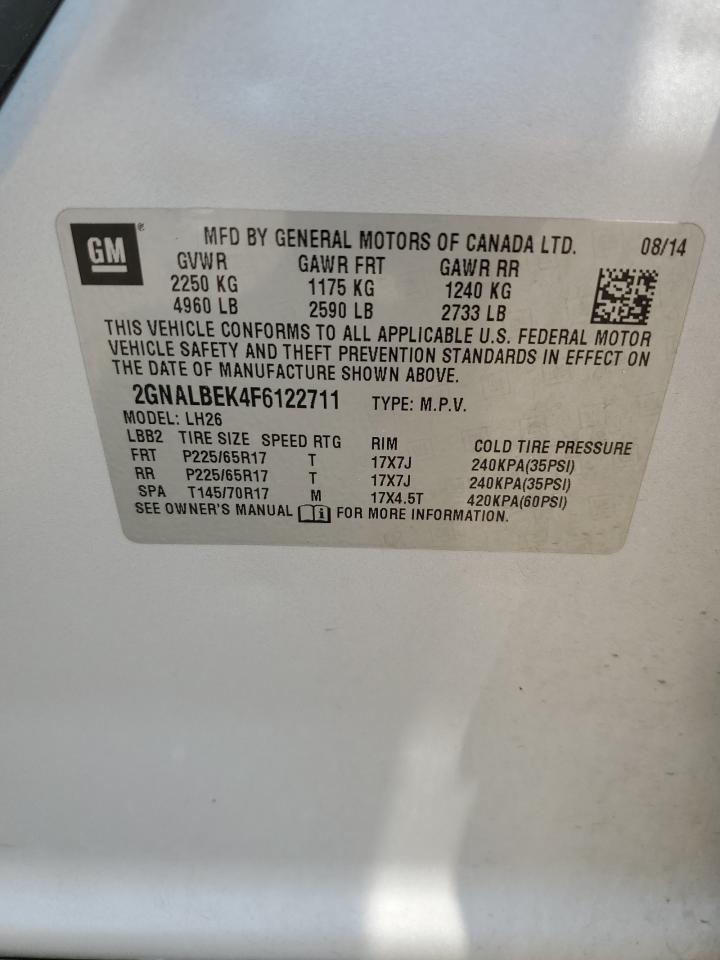 GM ® MFD BY GENERAL MOTORS OF CANADA LTD. 08/14
GVWR GAWR FRT GAWR RR
2250 KG 1175 KG 1240 KG
4960 LB 2590 LB 2733 LB
THIS VEHICLE CONFORMS TO ALL APPLICABLE U.S. FEDERAL MOTOR
VEHICLE SAFETY AND THEFT PREVENTION STANDARDS IN EFFECT ON
THE DATE OF MANUFACTURE SHOWN ABOVE.
2GNALBEK4F6122711 TYPE: M.P.V.
MODEL: LH26
LBB2 TIRE SIZE SPEED RTG RIM COLD TIRE PRESSURE
FRT P225/65R17 T 17X7J 240KPA(35PSI)
RR P225/65R17 T 17X7J 240KPA(35PSI)
SPA T145/70R17 M 17X4.5T 420KPA(60PSI)
SEE OWNER'S MANUAL i FOR MORE INFORMATION.